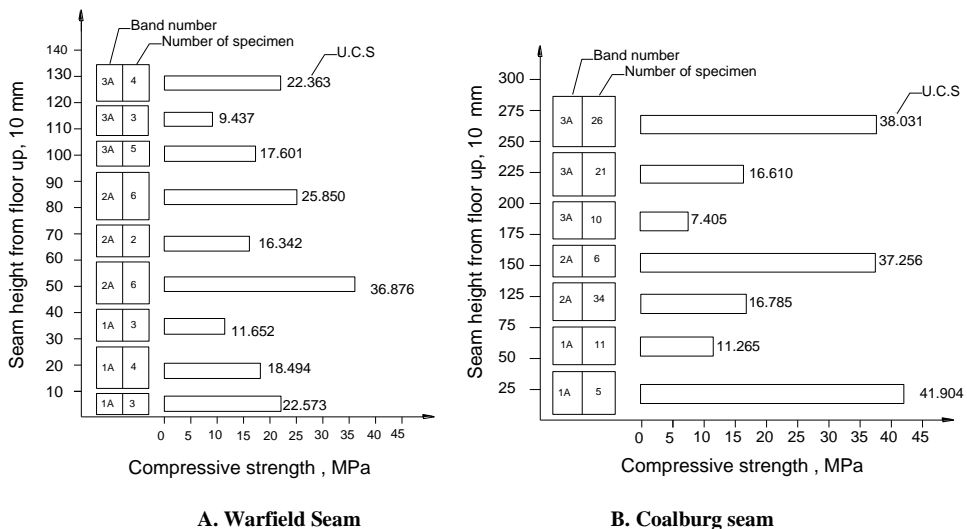 Band number
Number of specimen
U.C.S
Seam height from floor up, 10 mm
140
130
120
110
100
90
80
70
60
50
40
30
20
10
3A 4 22.363
3A 3 9.437
3A 5 17.601
2A 6 25.850
2A 2 16.342
2A 6 36.876
1A 3 11.652
1A 4 18.494
1A 3 22.573
0 5 10 15 20 25 30 35 40 45
Compressive strength , MPa
A. Warfield Seam
Band number
Number of specimen
U.C.S
Seam height from floor up, 10 mm
300
275
250
225
200
175
150
125
75
50
25
3A 26 38.031
3A 21 16.610
3A 10 7.405
2A 6 37.256
2A 34 16.785
1A 11 11.265
1A 5 41.904
0 5 10 15 20 25 30 35 40 45
Compressive strength , MPa
B. Coalburg seam